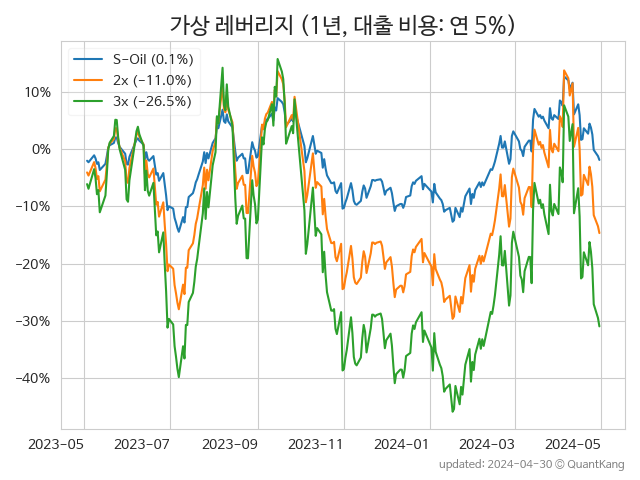 가상 레버리지 (1년, 대출 비용: 연 5%)
S-Oil (0.1%)
2x (−11.0%)
3x (−26.5%)
10%
0%
−10%
−20%
−30%
−40%
2023-05 2023-07 2023-09 2023-11 2024-01 2024-03 2024-05
updated: 2024-04-30 © QuantKang